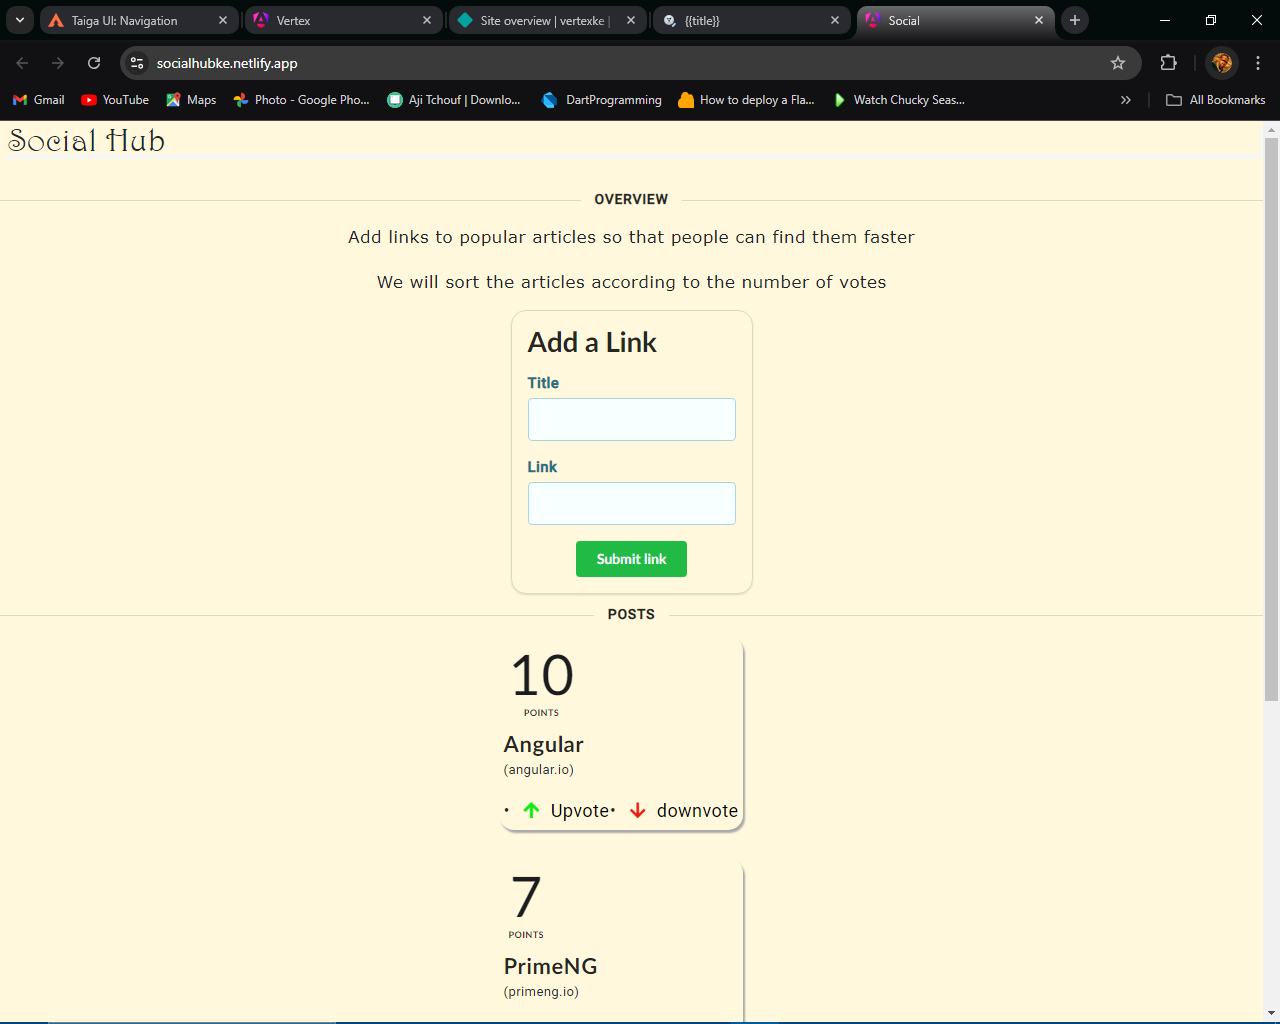 Taiga UI: Navigation
Vertex
Site overview | vertexke |
{{title}}
Social
socialhubke.netlify.app
Gmail
YouTube
Maps
Photo - Google Pho...
Aji Tchouf | Downlo...
DartProgramming
How to deploy a Fla...
Watch Chucky Seas...
All Bookmarks
Social Hub
OVERVIEW
Add links to popular articles so that people can find them faster
We will sort the articles according to the number of votes
Add a Link
Title
Link
Submit link
POSTS
10
POINTS
Angular
(angular.io)
• Upvote • downvote
7
POINTS
PrimeNG
(primeng.io)